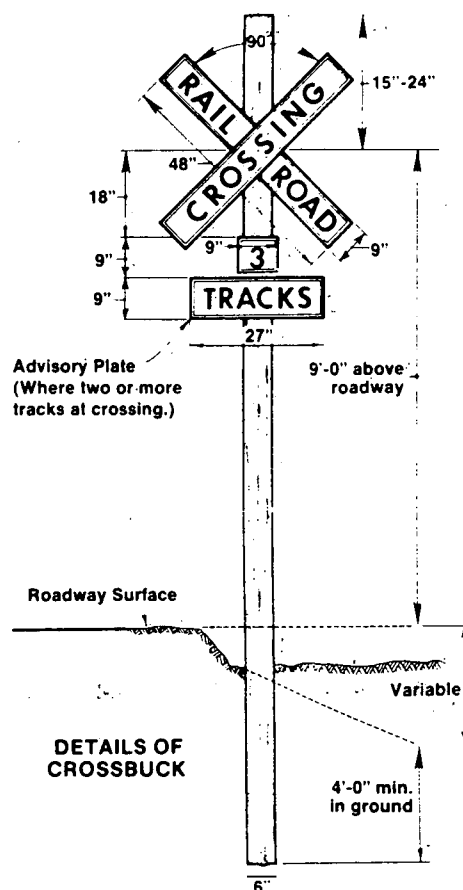 90°
15"-24"
RAIL
ROAD
CROSSING
48"
18"
9"
9"
9"
3
9"
TRACKS
27"
Advisory Plate
(Where two or more
tracks at crossing.)
9'-0" above
roadway
Roadway Surface
Variable
DETAILS OF
CROSSBUCK
4'-0" min.
in ground
6"